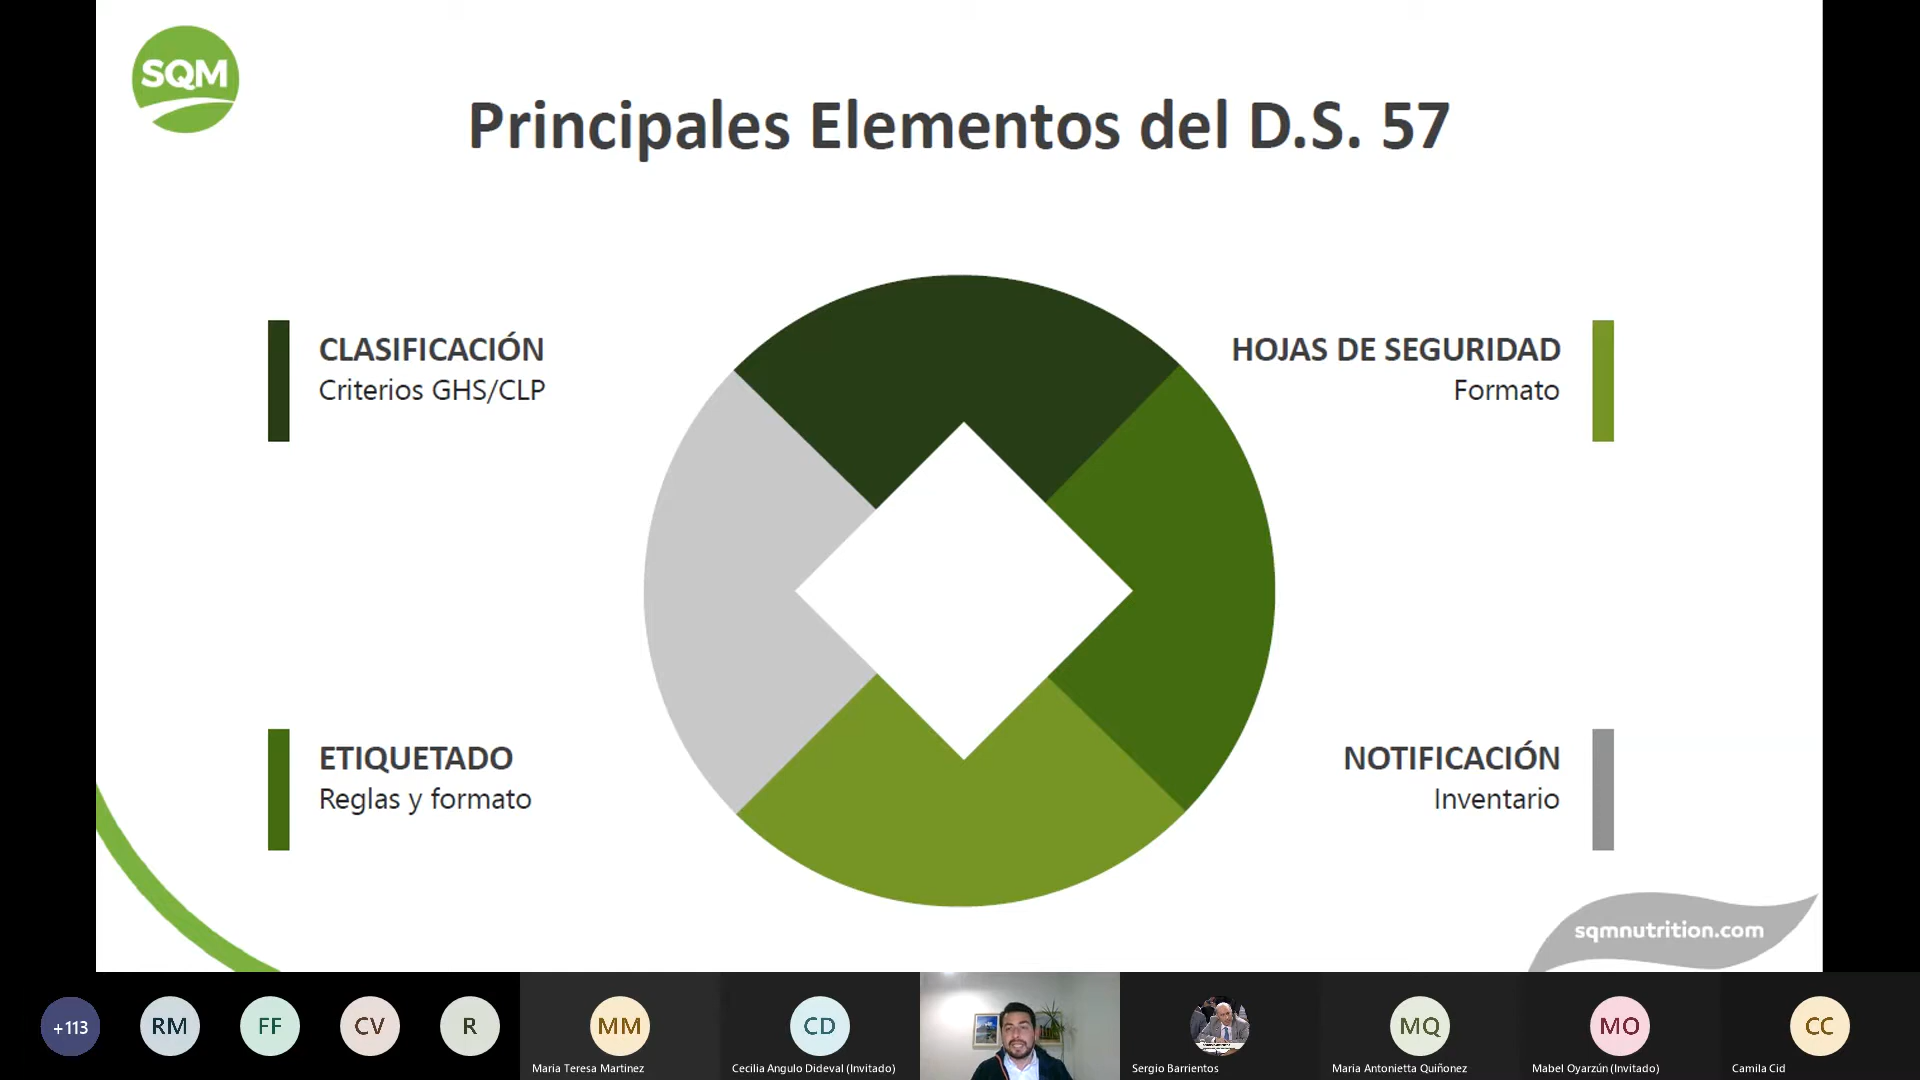 SQM
Principales Elementos del D.S. 57
CLASIFICACIÓN
Criterios GHS/CLP
HOJAS DE SEGURIDAD
Formato
ETIQUETADO
Reglas y formato
NOTIFICACIÓN
Inventario
sqmnutrition.com
+113
RM
FF
CV
R
MM
CD
MQ
MO
CC
Maria Teresa Martinez
Cecilia Angulo Dideval (Invitado)
Sergio Barrientos
Maria Antonietta Quiñonez
Mabel Oyarzún (Invitado)
Camila Cid